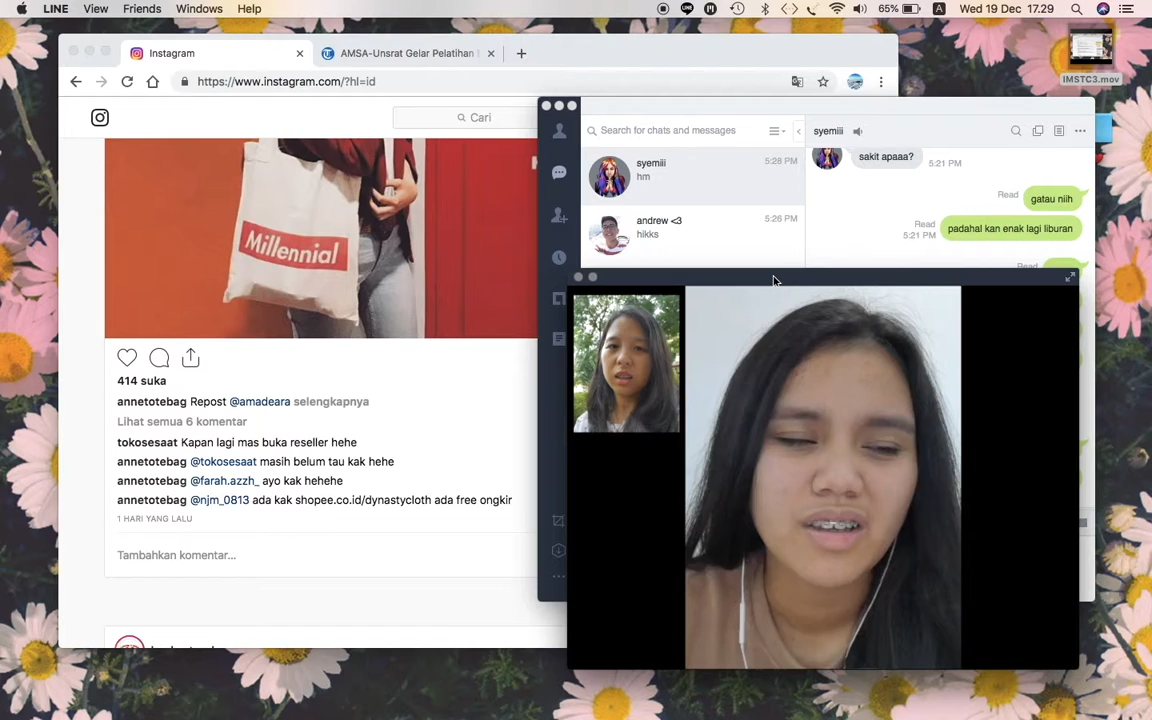 LINE View Friends Windows Help
65% A Wed 19 Dec 17.29
Instagram
AMSA-Unsrat Gelar Pelatihan
https://www.instagram.com/?hl=id
Cari
Millennial
414 suka
annetotebag Repost @amadeara selengkapnya
Lihat semua 6 komentar
tokosesaat Kapan lagi mas buka reseller hehe
annetotebag @tokosesaat masih belum tau kak hehe
annetotebag @farah.azzh_ ayo kak hehehe
annetotebag @njm_0813 ada kak shopee.co.id/dynastycloth ada free ongkir
1 HARI YANG LALU
Tambahkan komentar...
IMSTC3.mov
Search for chats and messages
syemiii 5:28 PM
hm
andrew <3 5:26 PM
hikks
syemiii
sakit apaaa?
5:21 PM
Read
gatau niih
Read
5:21 PM
padahal kan enak lagi liburan
Read